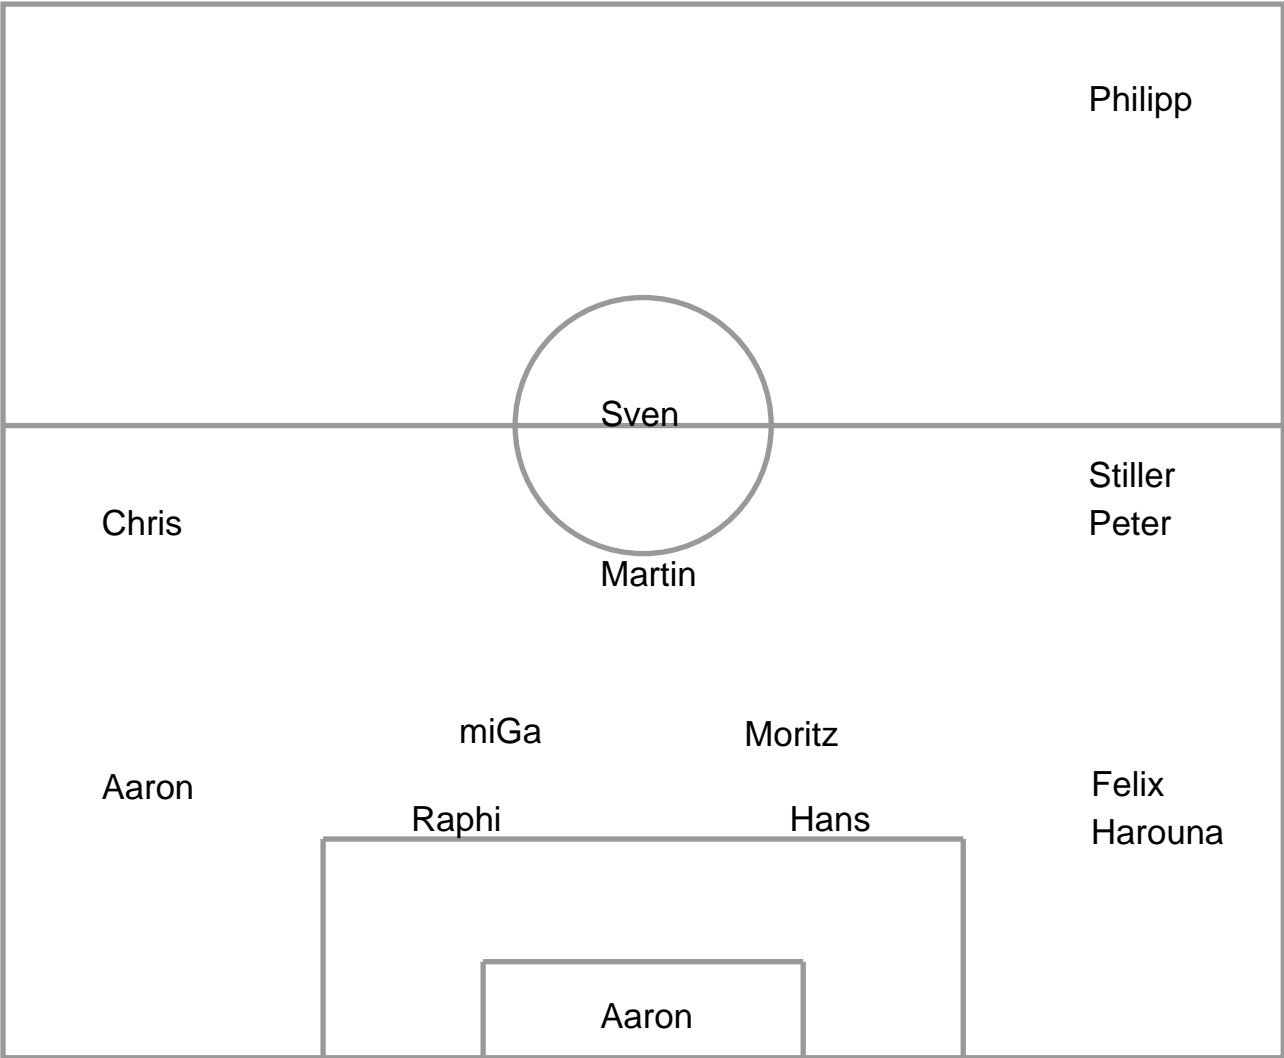 Philipp
Sven
Stiller
Chris
Peter
Martin
miGa
Moritz
Aaron
Felix
Raphi
Hans
Harouna
Aaron